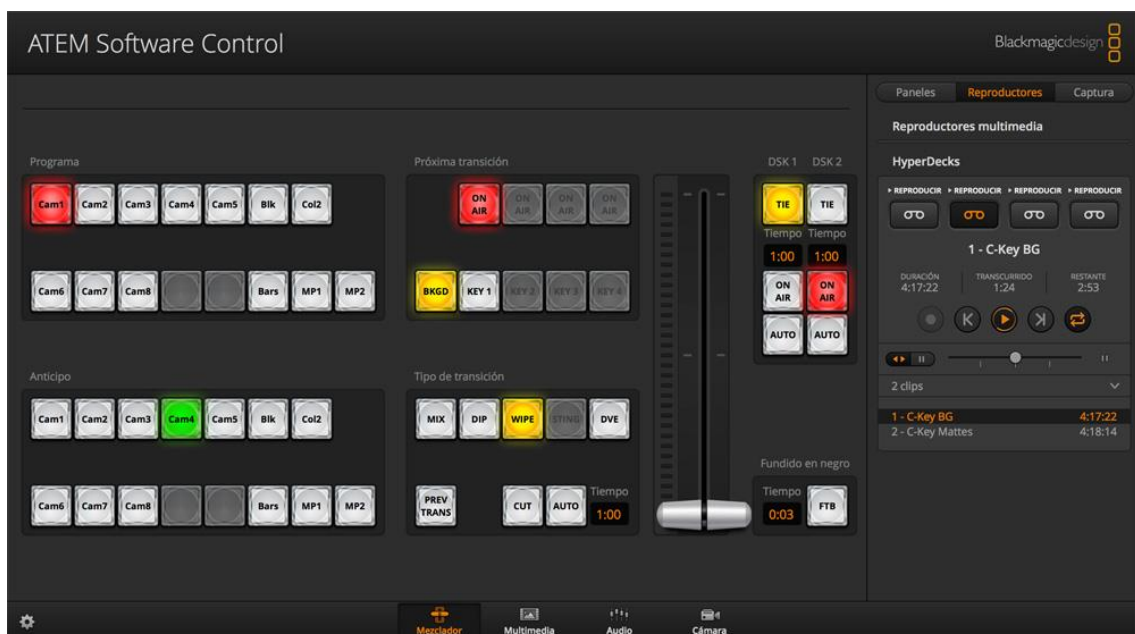 ATEM Software Control
Blackmagicdesign
Paneles Reproductores Captura
Reproductores multimedia
HyperDecks
REPRODUCIR REPRODUCIR REPRODUCIR REPRODUCIR
1 - C-Key BG
DURACIÓN TRANSCURRIDO RESTANTE
4:17:22 1:24 2:53
2 clips
1 - C-Key BG 4:17:22
2 - C-Key Mattes 4:18:14
Programa
Cam1 Cam2 Cam3 Cam4 Cam5 Blk Col2
Cam6 Cam7 Cam8 Bars MP1 MP2
Próxima transición
ON AIR ON AIR ON AIR ON AIR
BKGD KEY 1 KEY 2 KEY 3 KEY 4
DSK 1 DSK 2
TIE TIE
Tiempo Tiempo
1:00 1:00
ON AIR ON AIR
AUTO AUTO
Anticipo
Cam1 Cam2 Cam3 Cam4 Cam5 Blk Col2
Cam6 Cam7 Cam8 Bars MP1 MP2
Tipo de transición
MIX DIP WIPE STING DVE
PREV TRANS CUT AUTO
Tiempo
1:00
Fundido en negro
Tiempo
0:03 FTB
Mezclador Multimedia Audio Cámara